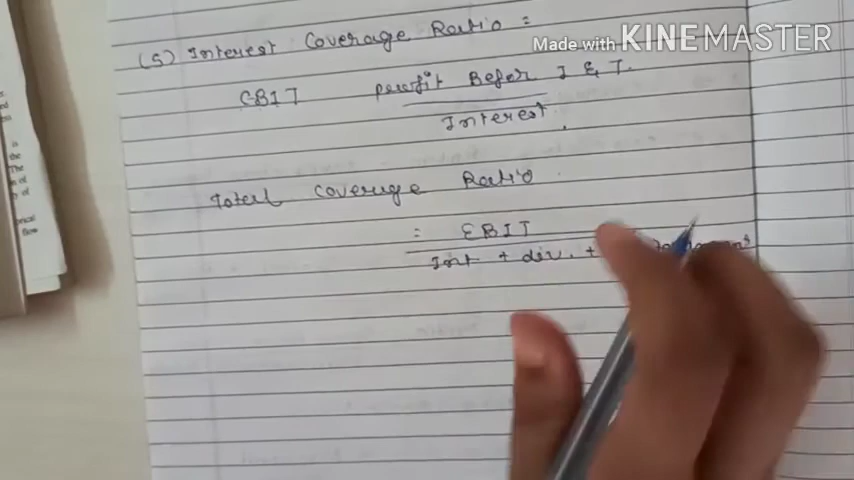 Made with KINEMASTER
(5) Interest Coverage Ratio =
EBIT profit Befor I & T.
Interest
Total Coverage Ratio
= EBIT
Int + div. +